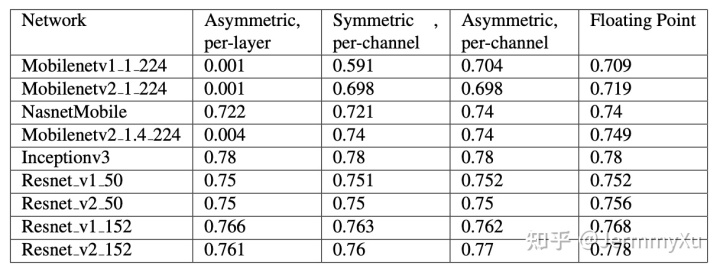 Network Asymmetric, per-layer Symmetric , per-channel Asymmetric, per-channel Floating Point
Mobilenetv1_1_224 0.001 0.591 0.704 0.709
Mobilenetv2_1_224 0.001 0.698 0.698 0.719
NasnetMobile 0.722 0.721 0.74 0.74
Mobilenetv2_1.4_224 0.004 0.74 0.74 0.749
Inceptionv3 0.78 0.78 0.78 0.78
Resnet_v1_50 0.75 0.751 0.752 0.752
Resnet_v2_50 0.75 0.75 0.75 0.756
Resnet_v1_152 0.766 0.763 0.762 0.768
Resnet_v2_152 0.761 0.76 0.77 0.778
知乎 @JermmyXu